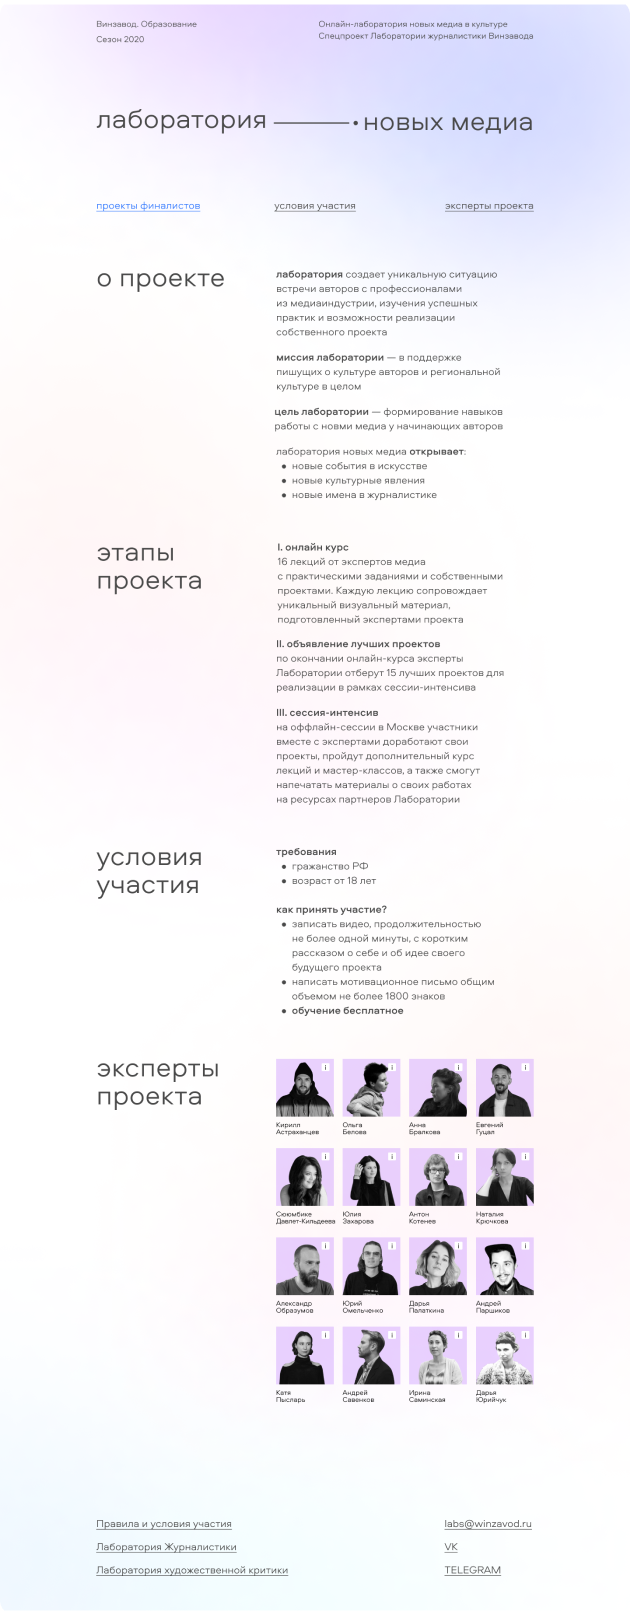 Винзавод. Образование
Сезон 2020
Онлайн-лаборатория новых медиа в культуре
Спецпроект Лаборатории журналистики Винзавода
лаборатория
новых медиа
проекты финалистов
условия участия
эксперты проекта
о проекте
лаборатория создает уникальную ситуацию
встречи авторов с профессионалами
из медиаиндустрии, изучения успешных
практик и возможности реализации
собственного проекта
миссия лаборатории — в поддержке
пишущих о культуре авторов и региональной
культуре в целом
цель лаборатории — формирование навыков
работы с новми медиа у начинающих авторов
лаборатория новых медиа открывает:
• новые события в искусстве
• новые культурные явления
• новые имена в журналистике
этапы
проекта
I. онлайн курс
16 лекций от экспертов медиа
с практическими заданиями и собственными
проектами. Каждую лекцию сопровождает
уникальный визуальный материал,
подготовленный экспертами проекта
II. объявление лучших проектов
по окончании онлайн-курса эксперты
Лаборатории отберут 15 лучших проектов для
реализации в рамках сессии-интенсива
III. сессия-интенсив
на оффлайн-сессии в Москве участники
вместе с экспертами доработают свои
проекты, пройдут дополнительный курс
лекций и мастер-классов, а также смогут
напечатать материалы о своих работах
на ресурсах партнеров Лаборатории
условия
участия
требования
• гражанство РФ
• возраст от 18 лет
как принять участие?
• записать видео, продолжительностью
не более одной минуты, с коротким
рассказом о себе и об идее своего
будущего проекта
• написать мотивационное письмо общим
объемом не более 1800 знаков
• обучение бесплатное
эксперты
проекта
i
i
i
i
Кирилл
Астраханцев
Ольга
Белова
Анна
Бралкова
Евгений
Гуцал
i
i
i
i
Сююмбике
Давлет-Кильдеева
Юлия
Захарова
Антон
Котенев
Наталия
Крючкова
i
i
i
i
Александр
Образумов
Юрий
Омельченко
Дарья
Палаткина
Андрей
Паршиков
i
i
i
i
Катя
Пысларь
Андрей
Савенков
Ирина
Саминская
Дарья
Юрийчук
Правила и условия участия
Лаборатория Журналистики
Лаборатория художественной критики
labs@winzavod.ru
VK
TELEGRAM